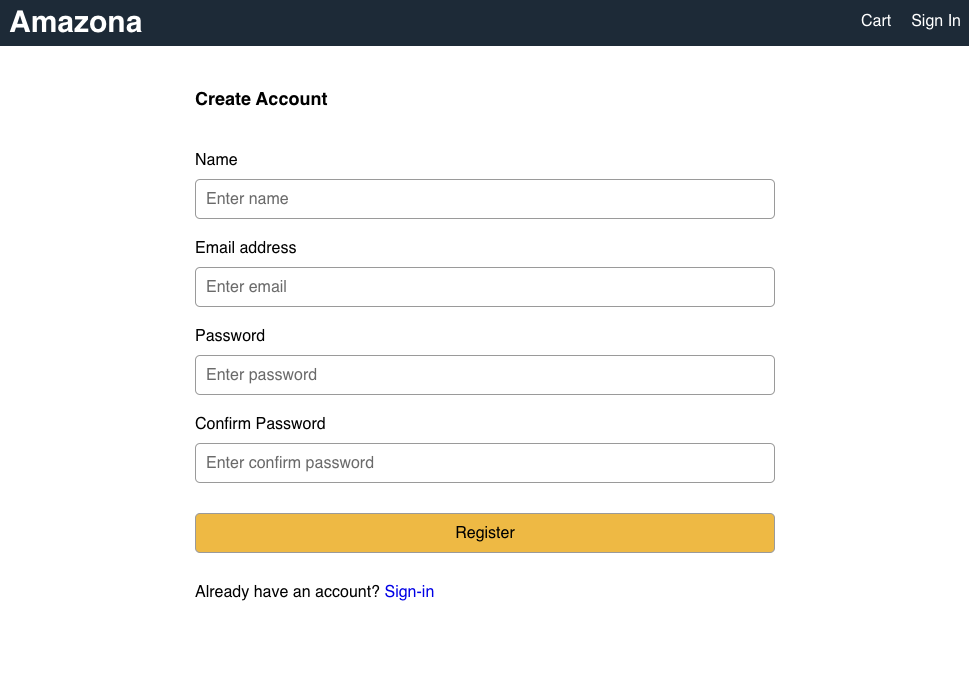 Amazona
Cart Sign In
Create Account
Name
Enter name
Email address
Enter email
Password
Enter password
Confirm Password
Enter confirm password
Register
Already have an account? Sign-in